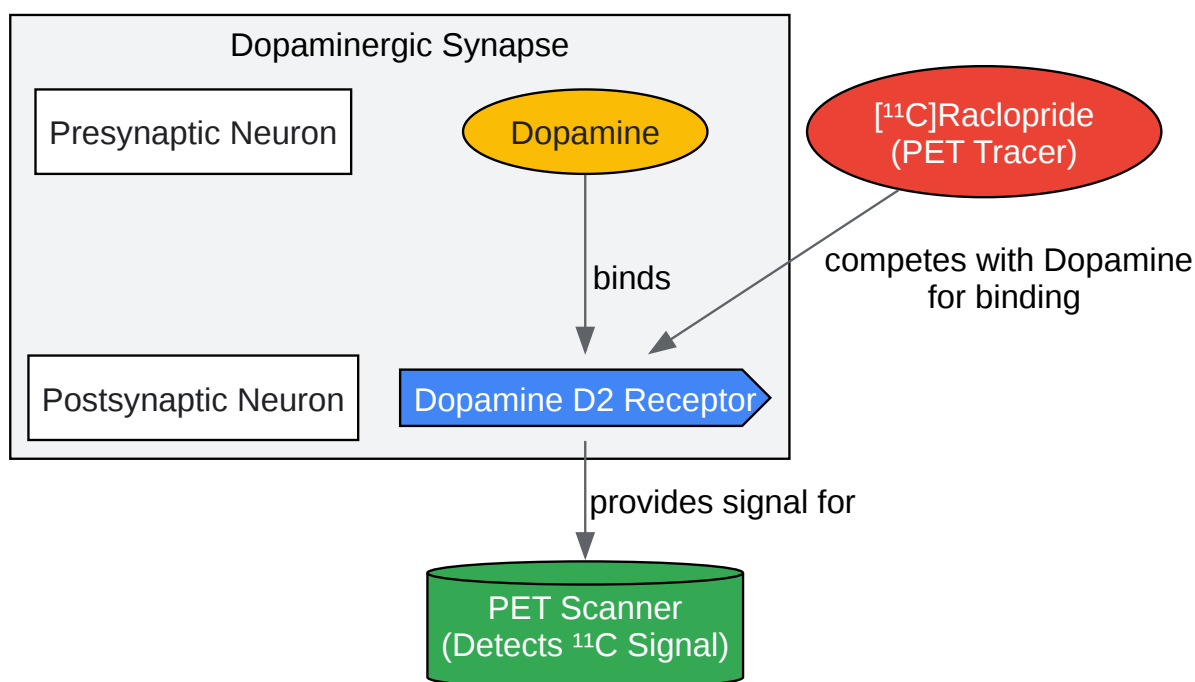 Dopaminergic Synapse
Presynaptic Neuron
Dopamine
[¹¹C]Raclopride
(PET Tracer)
binds
competes with Dopamine
for binding
Postsynaptic Neuron
Dopamine D2 Receptor
provides signal for
PET Scanner
(Detects ¹¹C Signal)